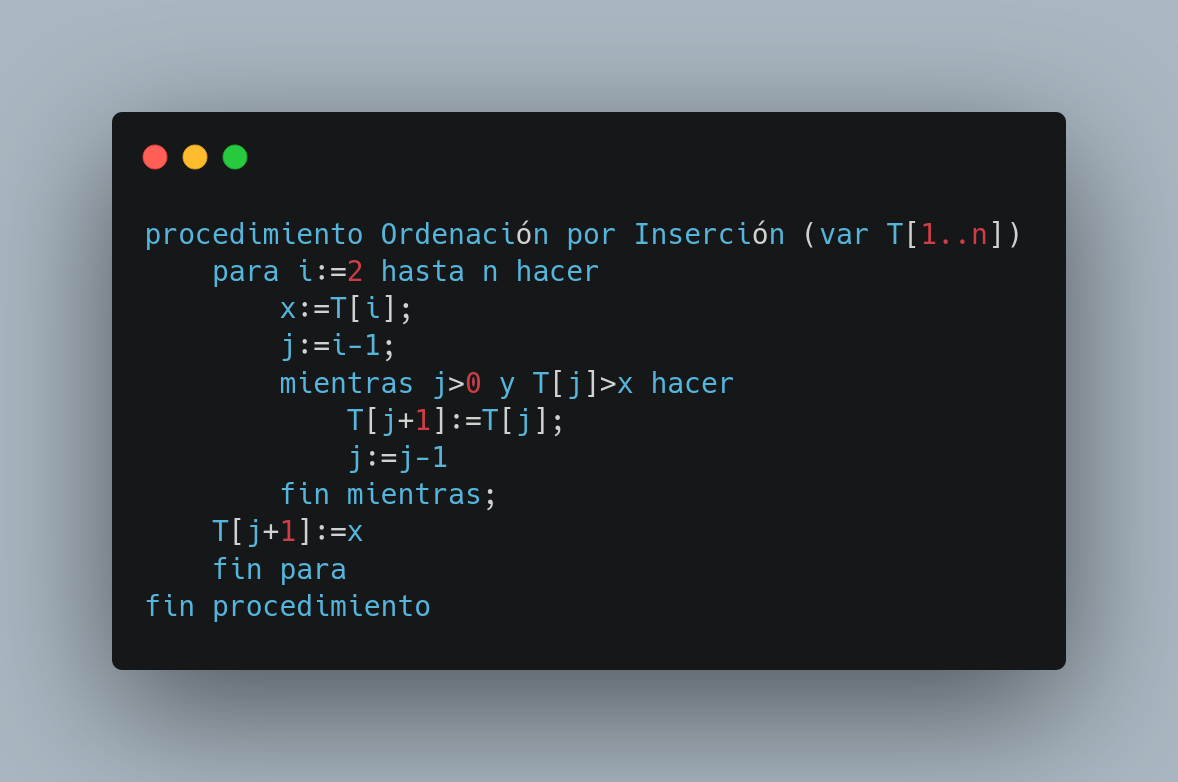 procedimiento Ordenación por Inserción (var T[1..n])
    para i:=2 hasta n hacer
        x:=T[i];
        j:=i-1;
        mientras j>0 y T[j]>x hacer
            T[j+1]:=T[j];
            j:=j-1
        fin mientras;
    T[j+1]:=x
    fin para
fin procedimiento